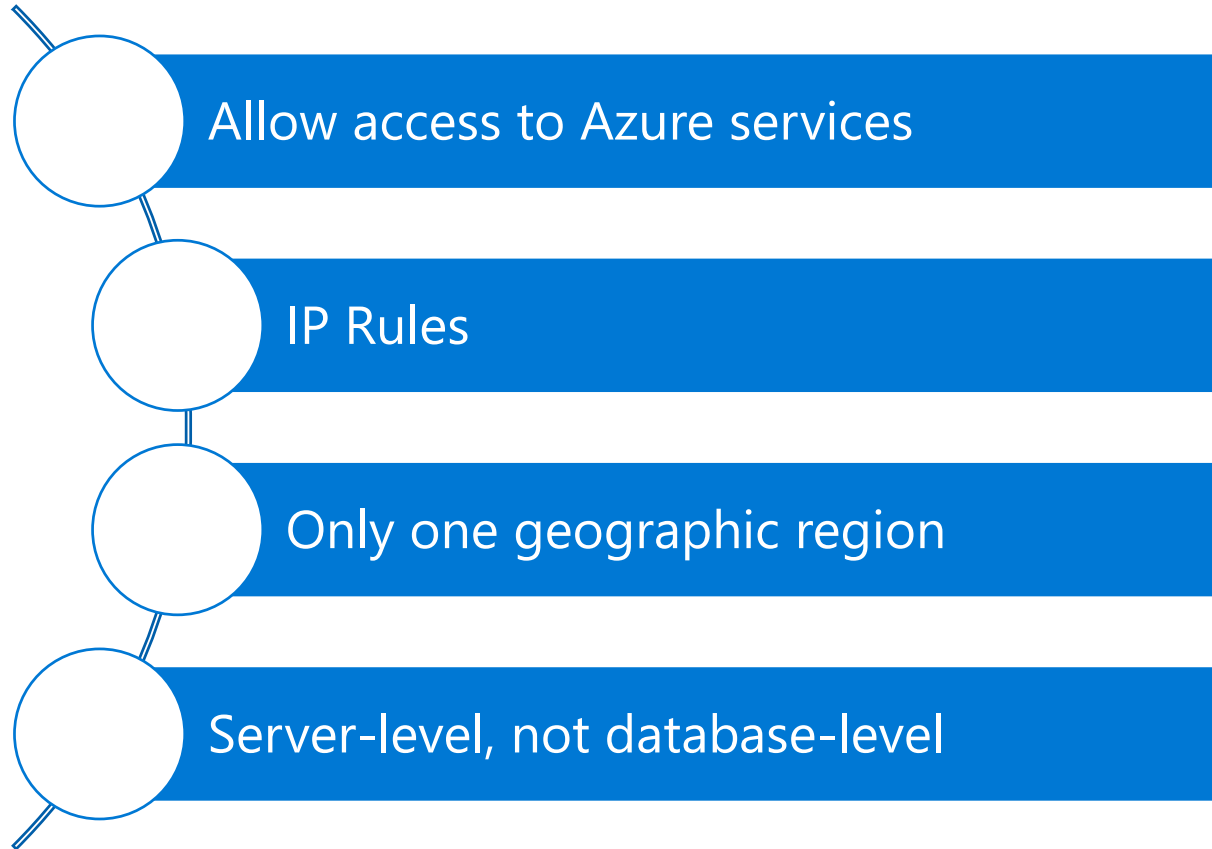 Allow access to Azure services
IP Rules
Only one geographic region
Server-level, not database-level